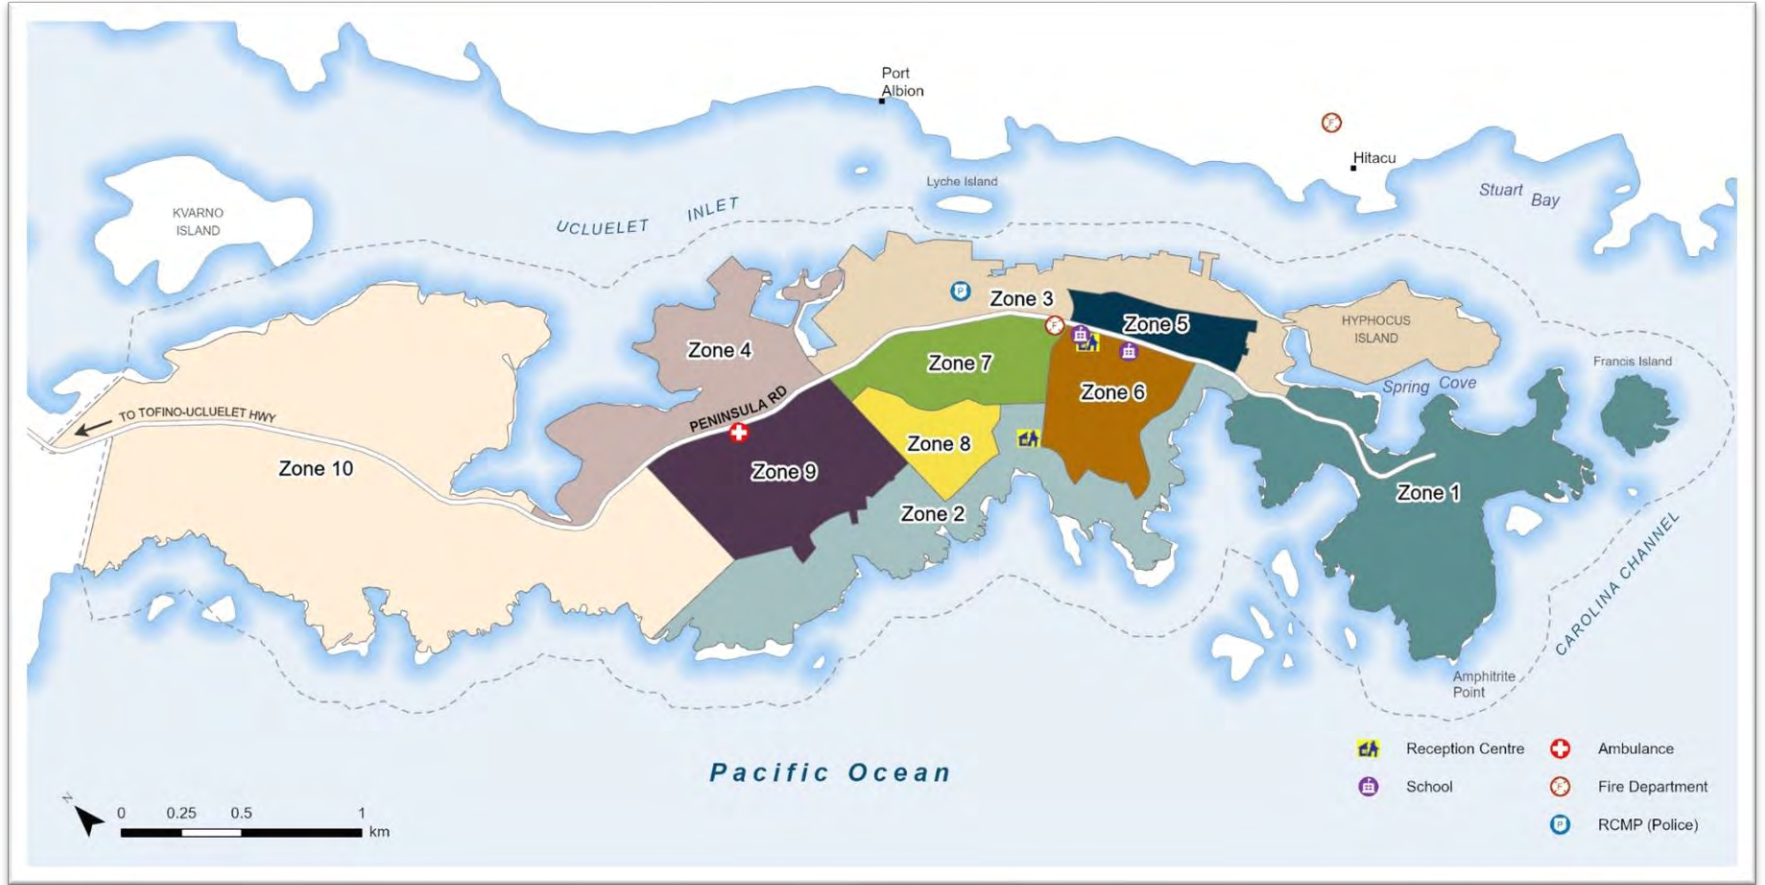 Port
Albion
Hitacu
Lyche Island
Stuart Bay
KVARNO
ISLAND
UCLUELET INLET
Zone 3
P
F
F
Zone 5
HYPHOCUS
ISLAND
Zone 4
Zone 7
Francis Island
Spring Cove
Zone 6
PENINSULA RD
TO TOFINO-UCLUELET HWY
Zone 8
Zone 10
Zone 9
Zone 1
Zone 2
CAROLINA CHANNEL
Amphitrite
Point
Pacific Ocean
Reception Centre
Ambulance
School
F
Fire Department
P
RCMP (Police)
N
0 0.25 0.5 1
km